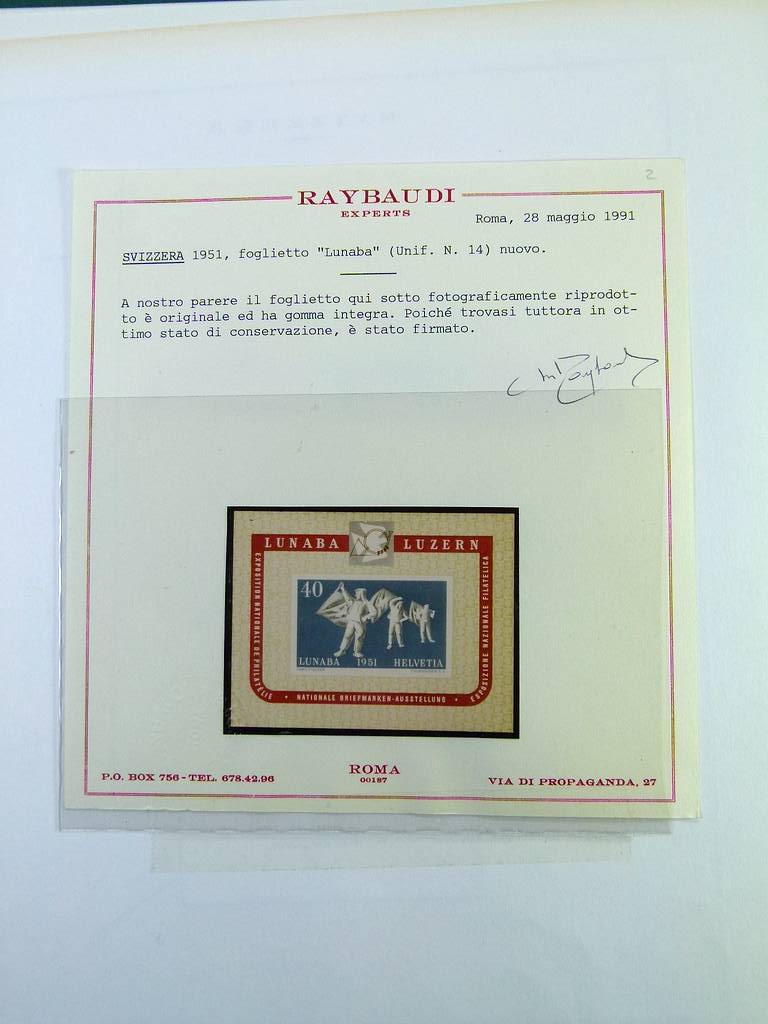 2
RAYBAUDI
EXPERTS
Roma, 28 maggio 1991
SVIZZERA 1951, foglietto "Lunaba" (Unif. N. 14) nuovo.
A nostro parere il foglietto qui sotto fotograficamente riprodot-
to è originale ed ha gomma integra. Poiché trovasi tuttora in ot-
timo stato di conservazione, è stato firmato.
LUNABA LUZERN
EXPOSITION NATIONALE DE PHILATÉLIE
ESPOSIZIONE NAZIONALE FILATELICA
40
LUNABA 1951 HELVETIA
• NATIONALE BRIEFMARKEN-AUSSTELLUNG •
P.O. BOX 756 - TEL. 678.42.96
ROMA
00187
VIA DI PROPAGANDA, 27